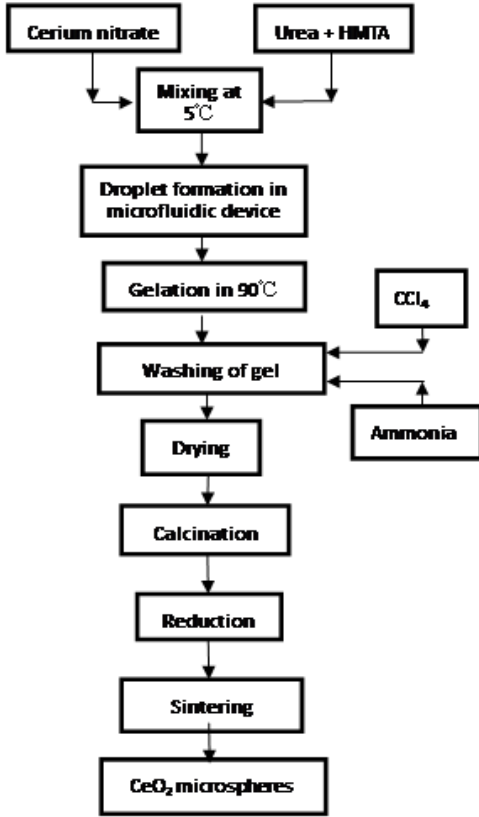 Cerium nitrate
Urea + HMTA
Mixing at
5℃
Droplet formation in
microfluidic device
Gelation in 90℃
CCl₄
Washing of gel
Ammonia
Drying
Calcination
Reduction
Sintering
CeO₂ microspheres